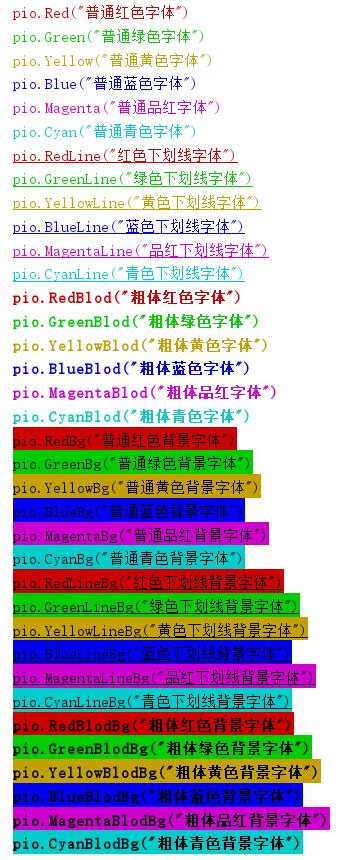 pio.Red("普通红色字体")
pio.Green("普通绿色字体")
pio.Yellow("普通黄色字体")
pio.Blue("普通蓝色字体")
pio.Magenta("普通品红字体")
pio.Cyan("普通青色字体")
pio.RedLine("红色下划线字体")
pio.GreenLine("绿色下划线字体")
pio.YellowLine("黄色下划线字体")
pio.BlueLine("蓝色下划线字体")
pio.MagentaLine("品红下划线字体")
pio.CyanLine("青色下划线字体")
pio.RedBlod("粗体红色字体")
pio.GreenBlod("粗体绿色字体")
pio.YellowBlod("粗体黄色字体")
pio.BlueBlod("粗体蓝色字体")
pio.MagentaBlod("粗体品红字体")
pio.CyanBlod("粗体青色字体")
pio.RedBg("普通红色背景字体")
pio.GreenBg("普通绿色背景字体")
pio.YellowBg("普通黄色背景字体")
pio.BlueBg("普通蓝色背景字体")
pio.MagentaBg("普通品红背景字体")
pio.CyanBg("普通青色背景字体")
pio.RedLineBg("红色下划线背景字体")
pio.GreenLineBg("绿色下划线背景字体")
pio.YellowLineBg("黄色下划线背景字体")
pio.BlueLineBg("蓝色下划线背景字体")
pio.MagentaLineBg("品红下划线背景字体")
pio.CyanLineBg("青色下划线背景字体")
pio.RedBlodBg("粗体红色背景字体")
pio.GreenBlodBg("粗体绿色背景字体")
pio.YellowBlodBg("粗体黄色背景字体")
pio.BlueBlodBg("粗体蓝色背景字体")
pio.MagentaBlodBg("粗体品红背景字体")
pio.CyanBlodBg("粗体青色背景字体")